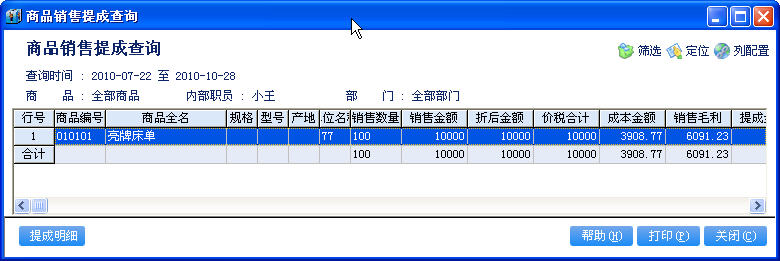 商品销售提成查询
商品销售提成查询
筛选 定位 列配置
查询时间 : 2010-07-22 至 2010-10-28
商 品 : 全部商品 内部职员 : 小王 部 门 : 全部部门
行号 商品编号 商品全名 规格 型号 产地 位名 销售数量 销售金额 折后金额 价税合计 成本金额 销售毛利 提成
1 010101 亮牌床单 77 100 10000 10000 10000 3908.77 6091.23
合计 100 10000 10000 10000 3908.77 6091.23
提成明细 帮助(H) 打印(P) 关闭(C)